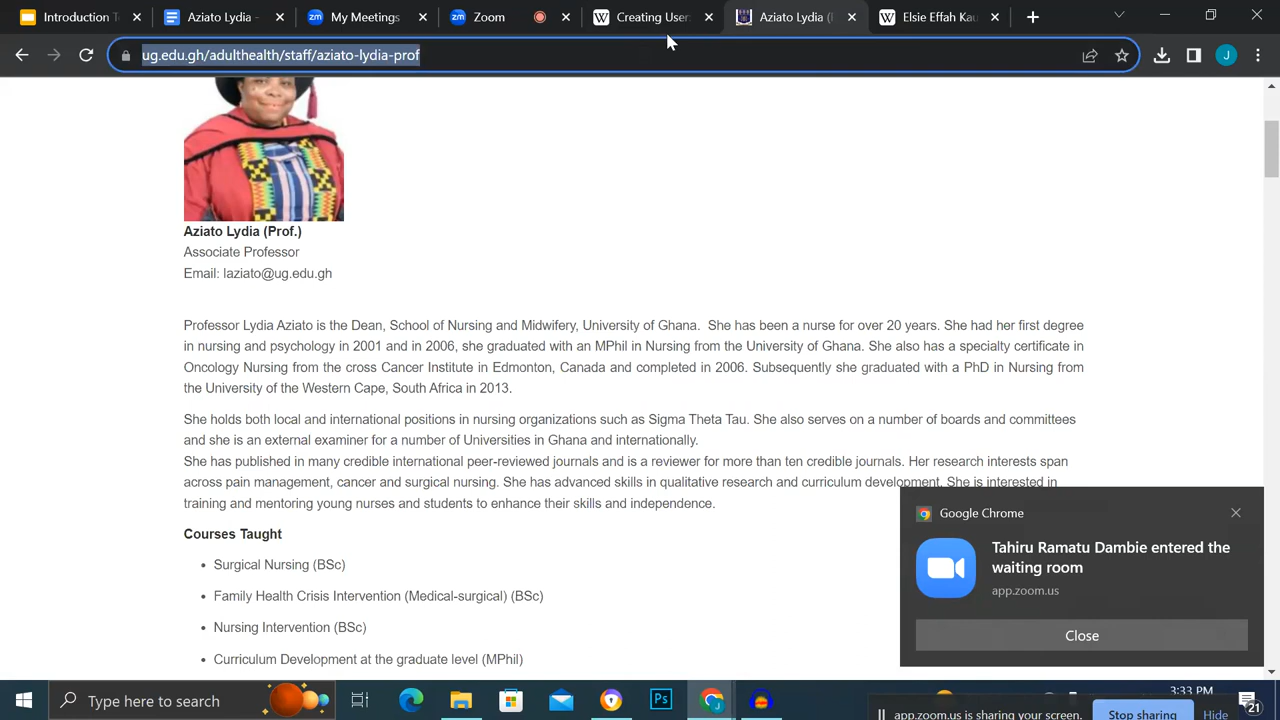 Introduction T
Aziato Lydia -
My Meetings
Zoom
Creating User:
Aziato Lydia (
Elsie Effah Kau
ug.edu.gh/adulthealth/staff/aziato-lydia-prof
J
Aziato Lydia (Prof.)
Associate Professor
Email: laziato@ug.edu.gh
Professor Lydia Aziato is the Dean, School of Nursing and Midwifery, University of Ghana. She has been a nurse for over 20 years. She had her first degree
in nursing and psychology in 2001 and in 2006, she graduated with an MPhil in Nursing from the University of Ghana. She also has a specialty certificate in
Oncology Nursing from the cross Cancer Institute in Edmonton, Canada and completed in 2006. Subsequently she graduated with a PhD in Nursing from
the University of the Western Cape, South Africa in 2013.
She holds both local and international positions in nursing organizations such as Sigma Theta Tau. She also serves on a number of boards and committees
and she is an external examiner for a number of Universities in Ghana and internationally.
She has published in many credible international peer-reviewed journals and is a reviewer for more than ten credible journals. Her research interests span
across pain management, cancer and surgical nursing. She has advanced skills in qualitative research and curriculum development. She is interested in
training and mentoring young nurses and students to enhance their skills and independence.
Courses Taught
• Surgical Nursing (BSc)
• Family Health Crisis Intervention (Medical-surgical) (BSc)
• Nursing Intervention (BSc)
• Curriculum Development at the graduate level (MPhil)
Google Chrome
Tahiru Ramatu Dambie entered the
waiting room
app.zoom.us
Close
Type here to search
Ps
3:33 PM
21
app.zoom.us is sharing your screen.
Stop sharing
Hide